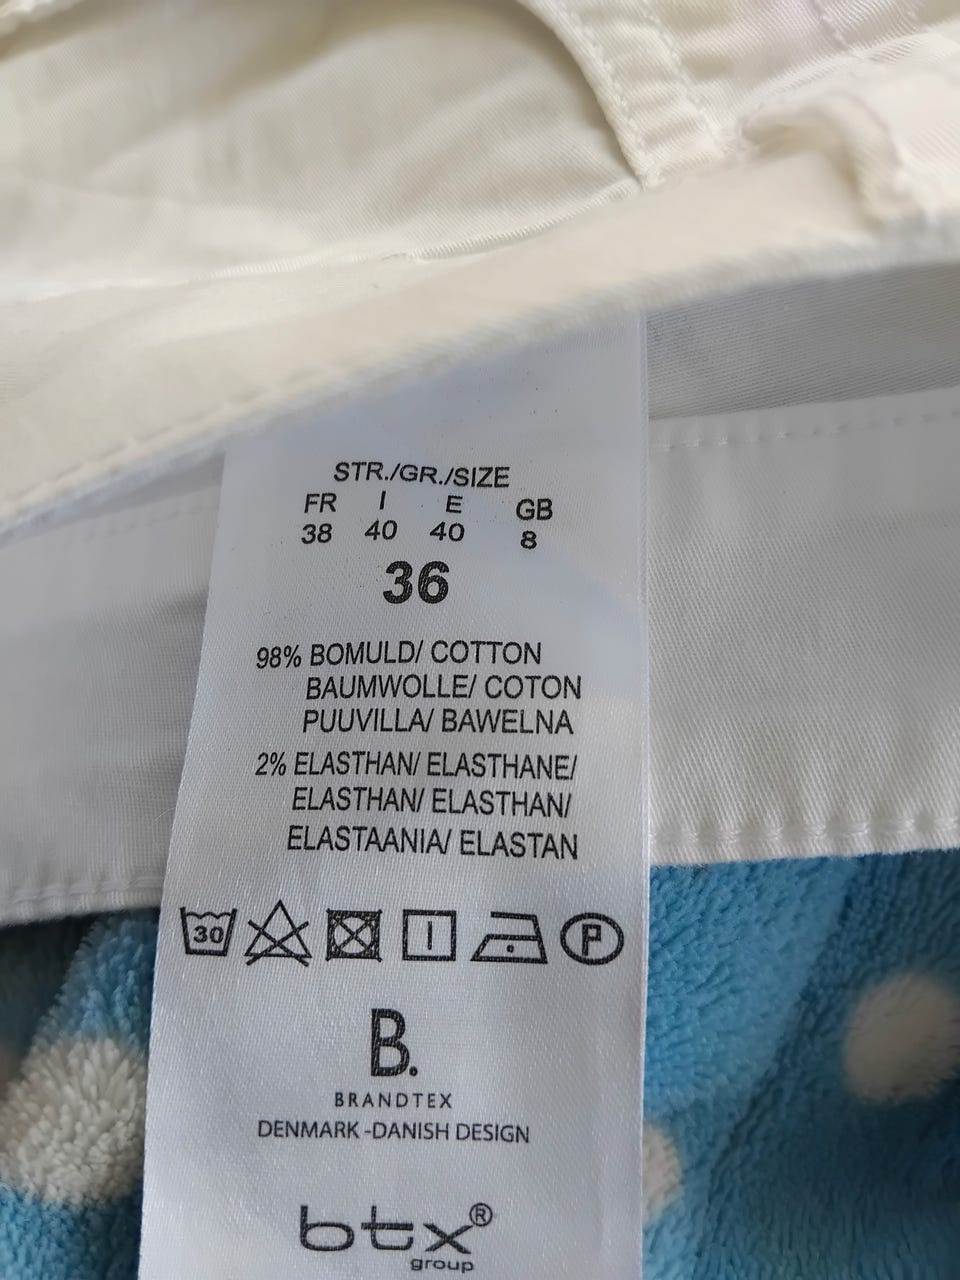 STR./GR./SIZE
FR I E GB
38 40 40 8
36
98% BOMULD/ COTTON
BAUMWOLLE/ COTON
PUUVILLA/ BAWELNA
2% ELASTHAN/ ELASTHANE/
ELASTHAN/ ELASTHAN/
ELASTAANIA/ ELASTAN
30 P
B.
BRANDTEX
DENMARK -DANISH DESIGN
btx®
group